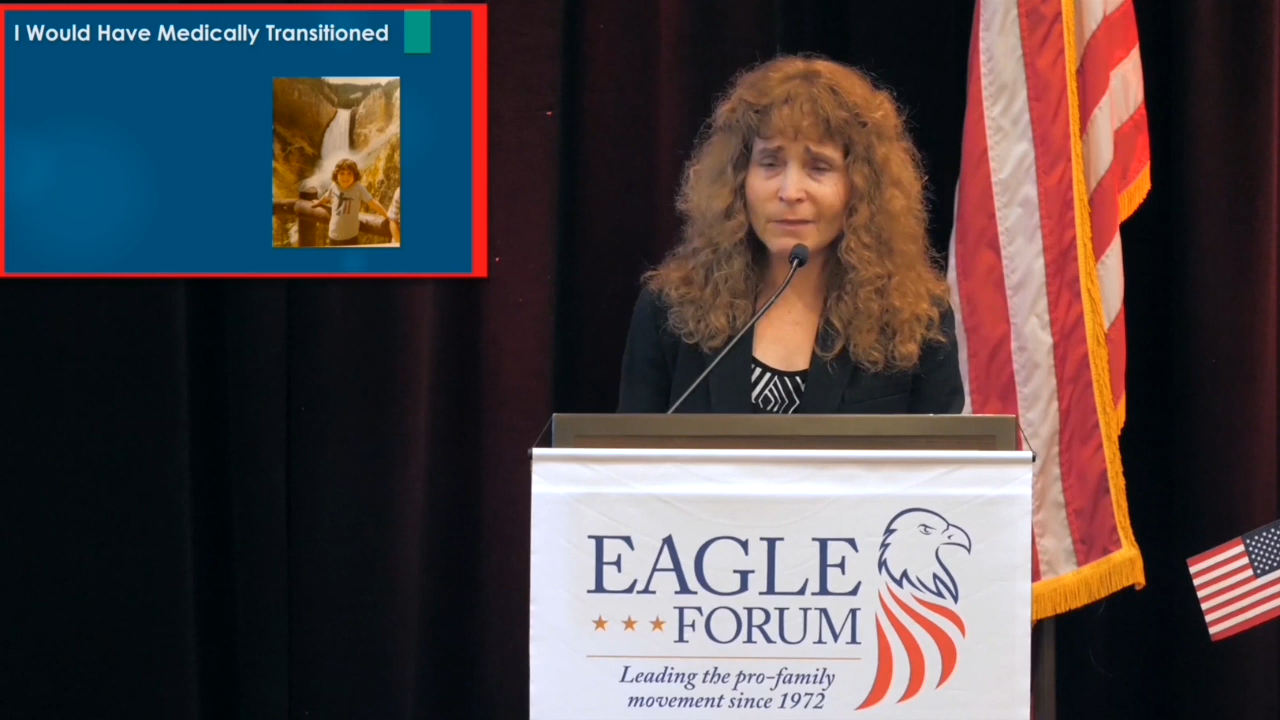 I Would Have Medically Transitioned
EAGLE
FORUM
Leading the pro-family
movement since 1972